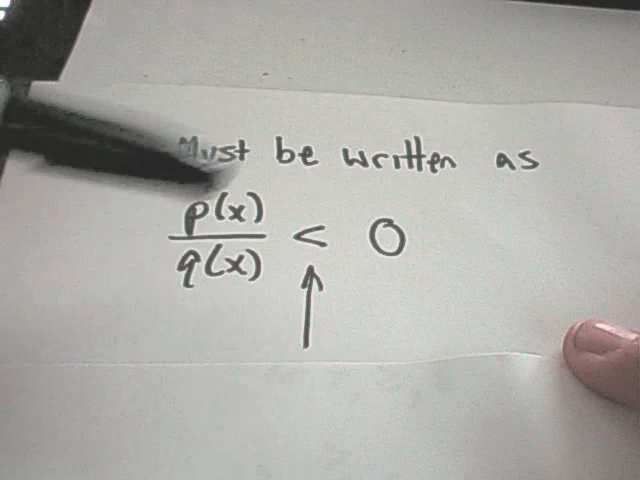 Must be written as
p(x)/q(x) < 0